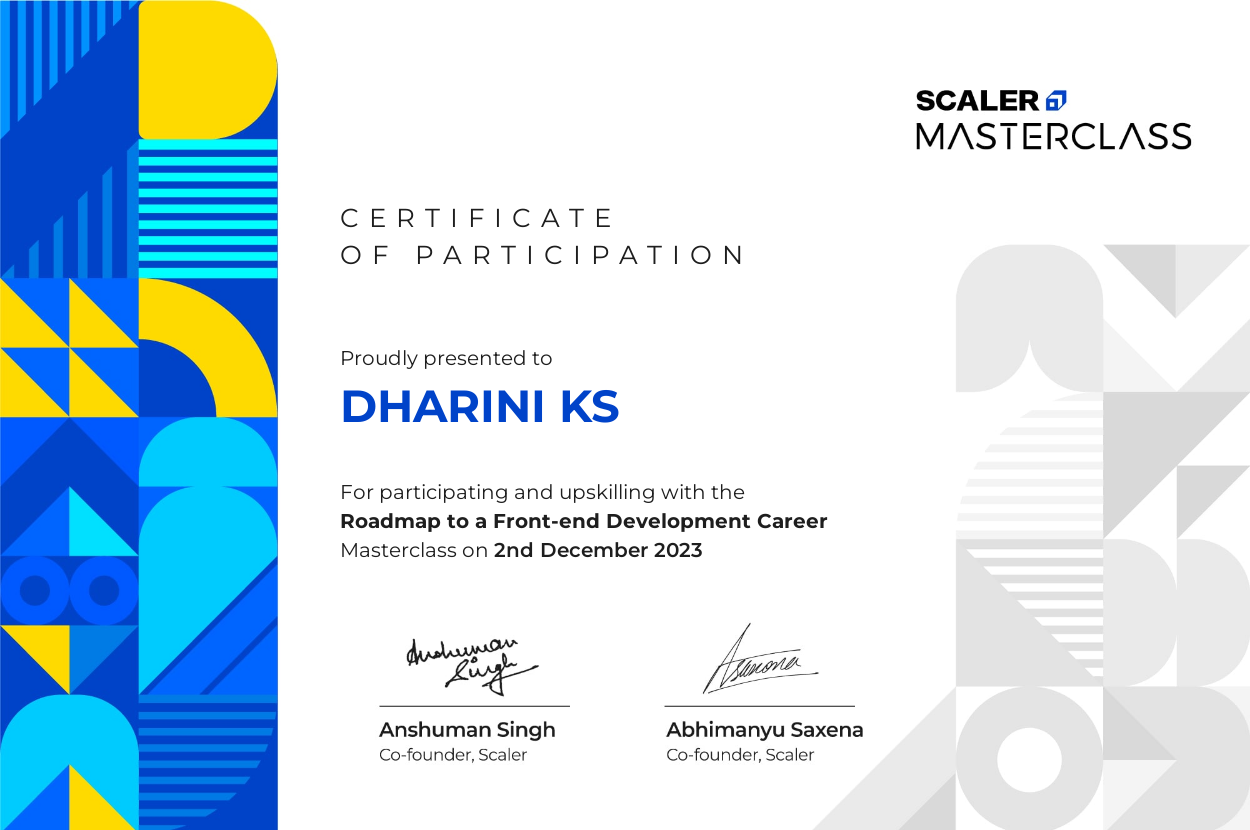 SCALER
MASTERCLASS
CERTIFICATE
OF PARTICIPATION
Proudly presented to
DHARINI KS
For participating and upskilling with the
Roadmap to a Front-end Development Career
Masterclass on 2nd December 2023
Anshuman Singh
Asaxena
Anshuman Singh
Co-founder, Scaler
Abhimanyu Saxena
Co-founder, Scaler